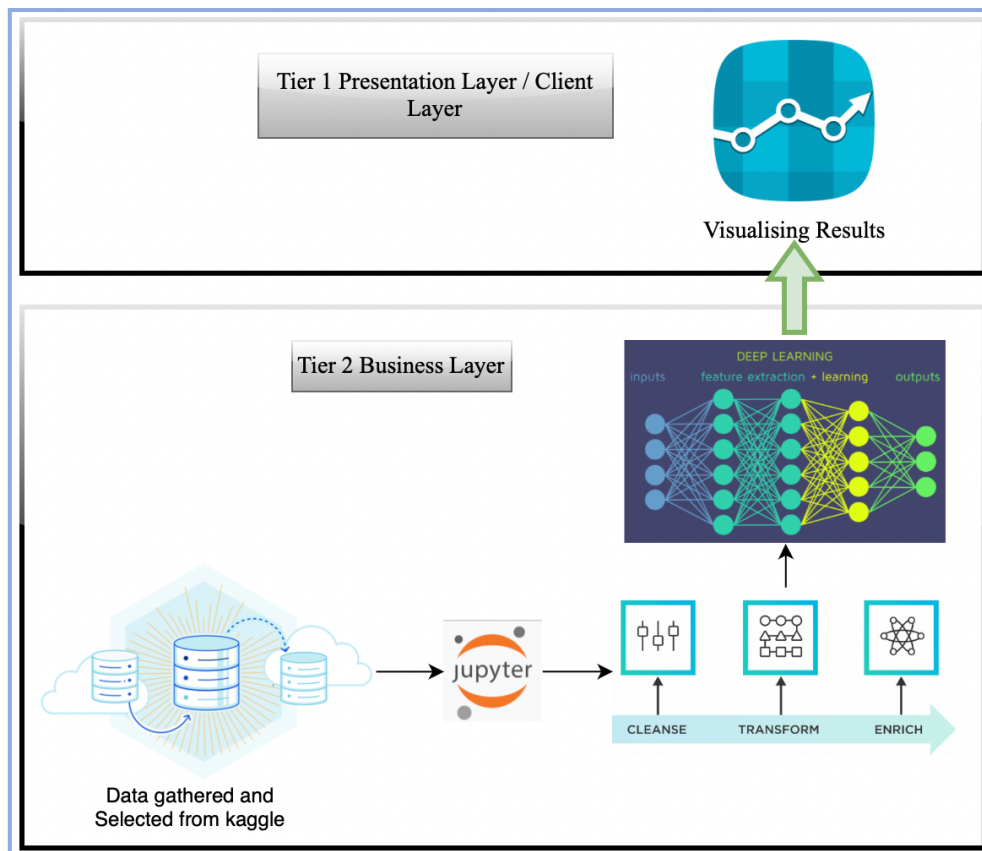 Tier 1 Presentation Layer / Client
Layer
Visualising Results
Tier 2 Business Layer
DEEP LEARNING
inputs
feature extraction + learning
outputs
jupyter
CLEANSE
TRANSFORM
ENRICH
Data gathered and
Selected from kaggle